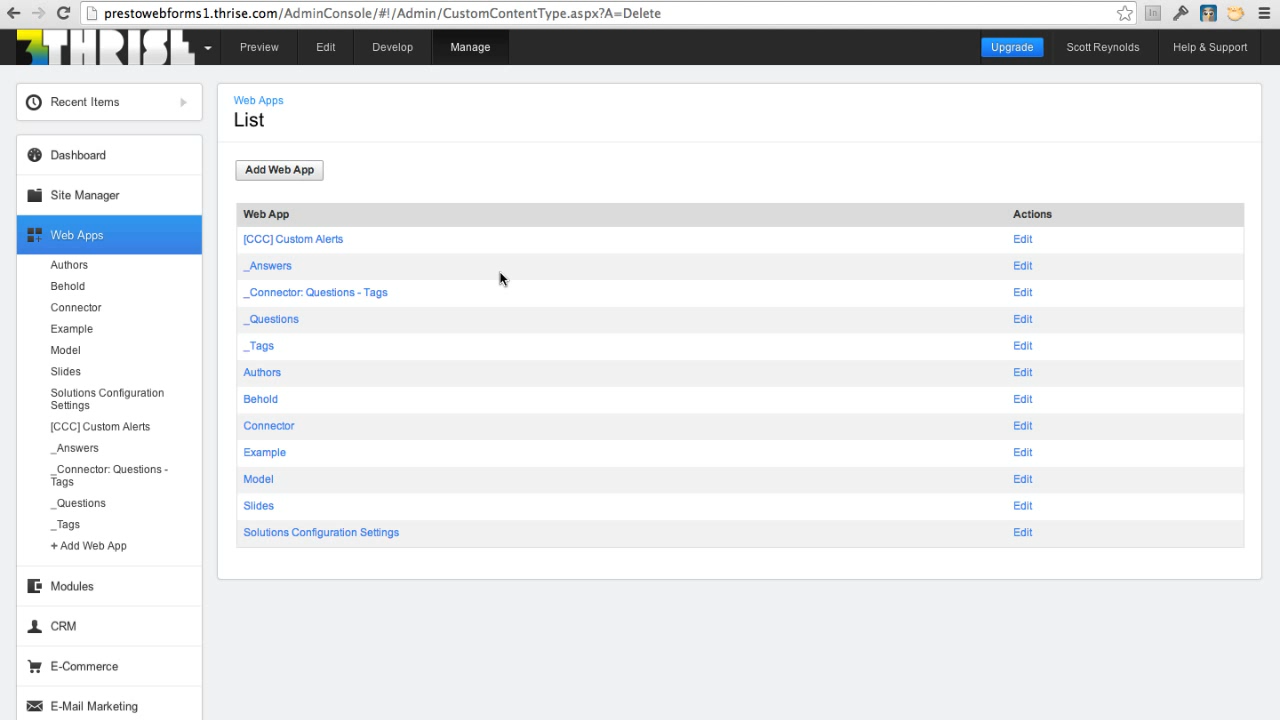 prestowebforms1.thrise.com/AdminConsole/#!/Admin/CustomContentType.aspx?A=Delete
THRISE
Preview
Edit
Develop
Manage
Upgrade
Scott Reynolds
Help & Support
Recent Items
Dashboard
Site Manager
Web Apps
Authors
Behold
Connector
Example
Model
Slides
Solutions Configuration
Settings
[CCC] Custom Alerts
_Answers
_Connector: Questions -
Tags
_Questions
_Tags
+ Add Web App
Modules
CRM
E-Commerce
E-Mail Marketing
Web Apps
List
Add Web App
Web App Actions
[CCC] Custom Alerts Edit
_Answers Edit
_Connector: Questions - Tags Edit
_Questions Edit
_Tags Edit
Authors Edit
Behold Edit
Connector Edit
Example Edit
Model Edit
Slides Edit
Solutions Configuration Settings Edit